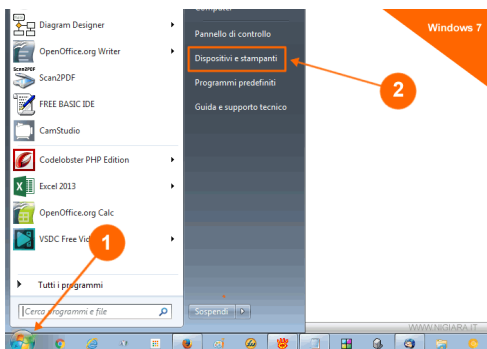 Diagram Designer
OpenOffice.org Writer
Scan2PDF
Scan2PDF
FREE BASIC IDE
CamStudio
Codelobster PHP Edition
Excel 2013
OpenOffice.org Calc
VSDC Free Vid
Tutti i programmi
Cerca programmi e file
Computer
Pannello di controllo
Dispositivi e stampanti
Programmi predefiniti
Guida e supporto tecnico
Sospendi
Windows 7
1
2
WWW.NIGIARA.IT